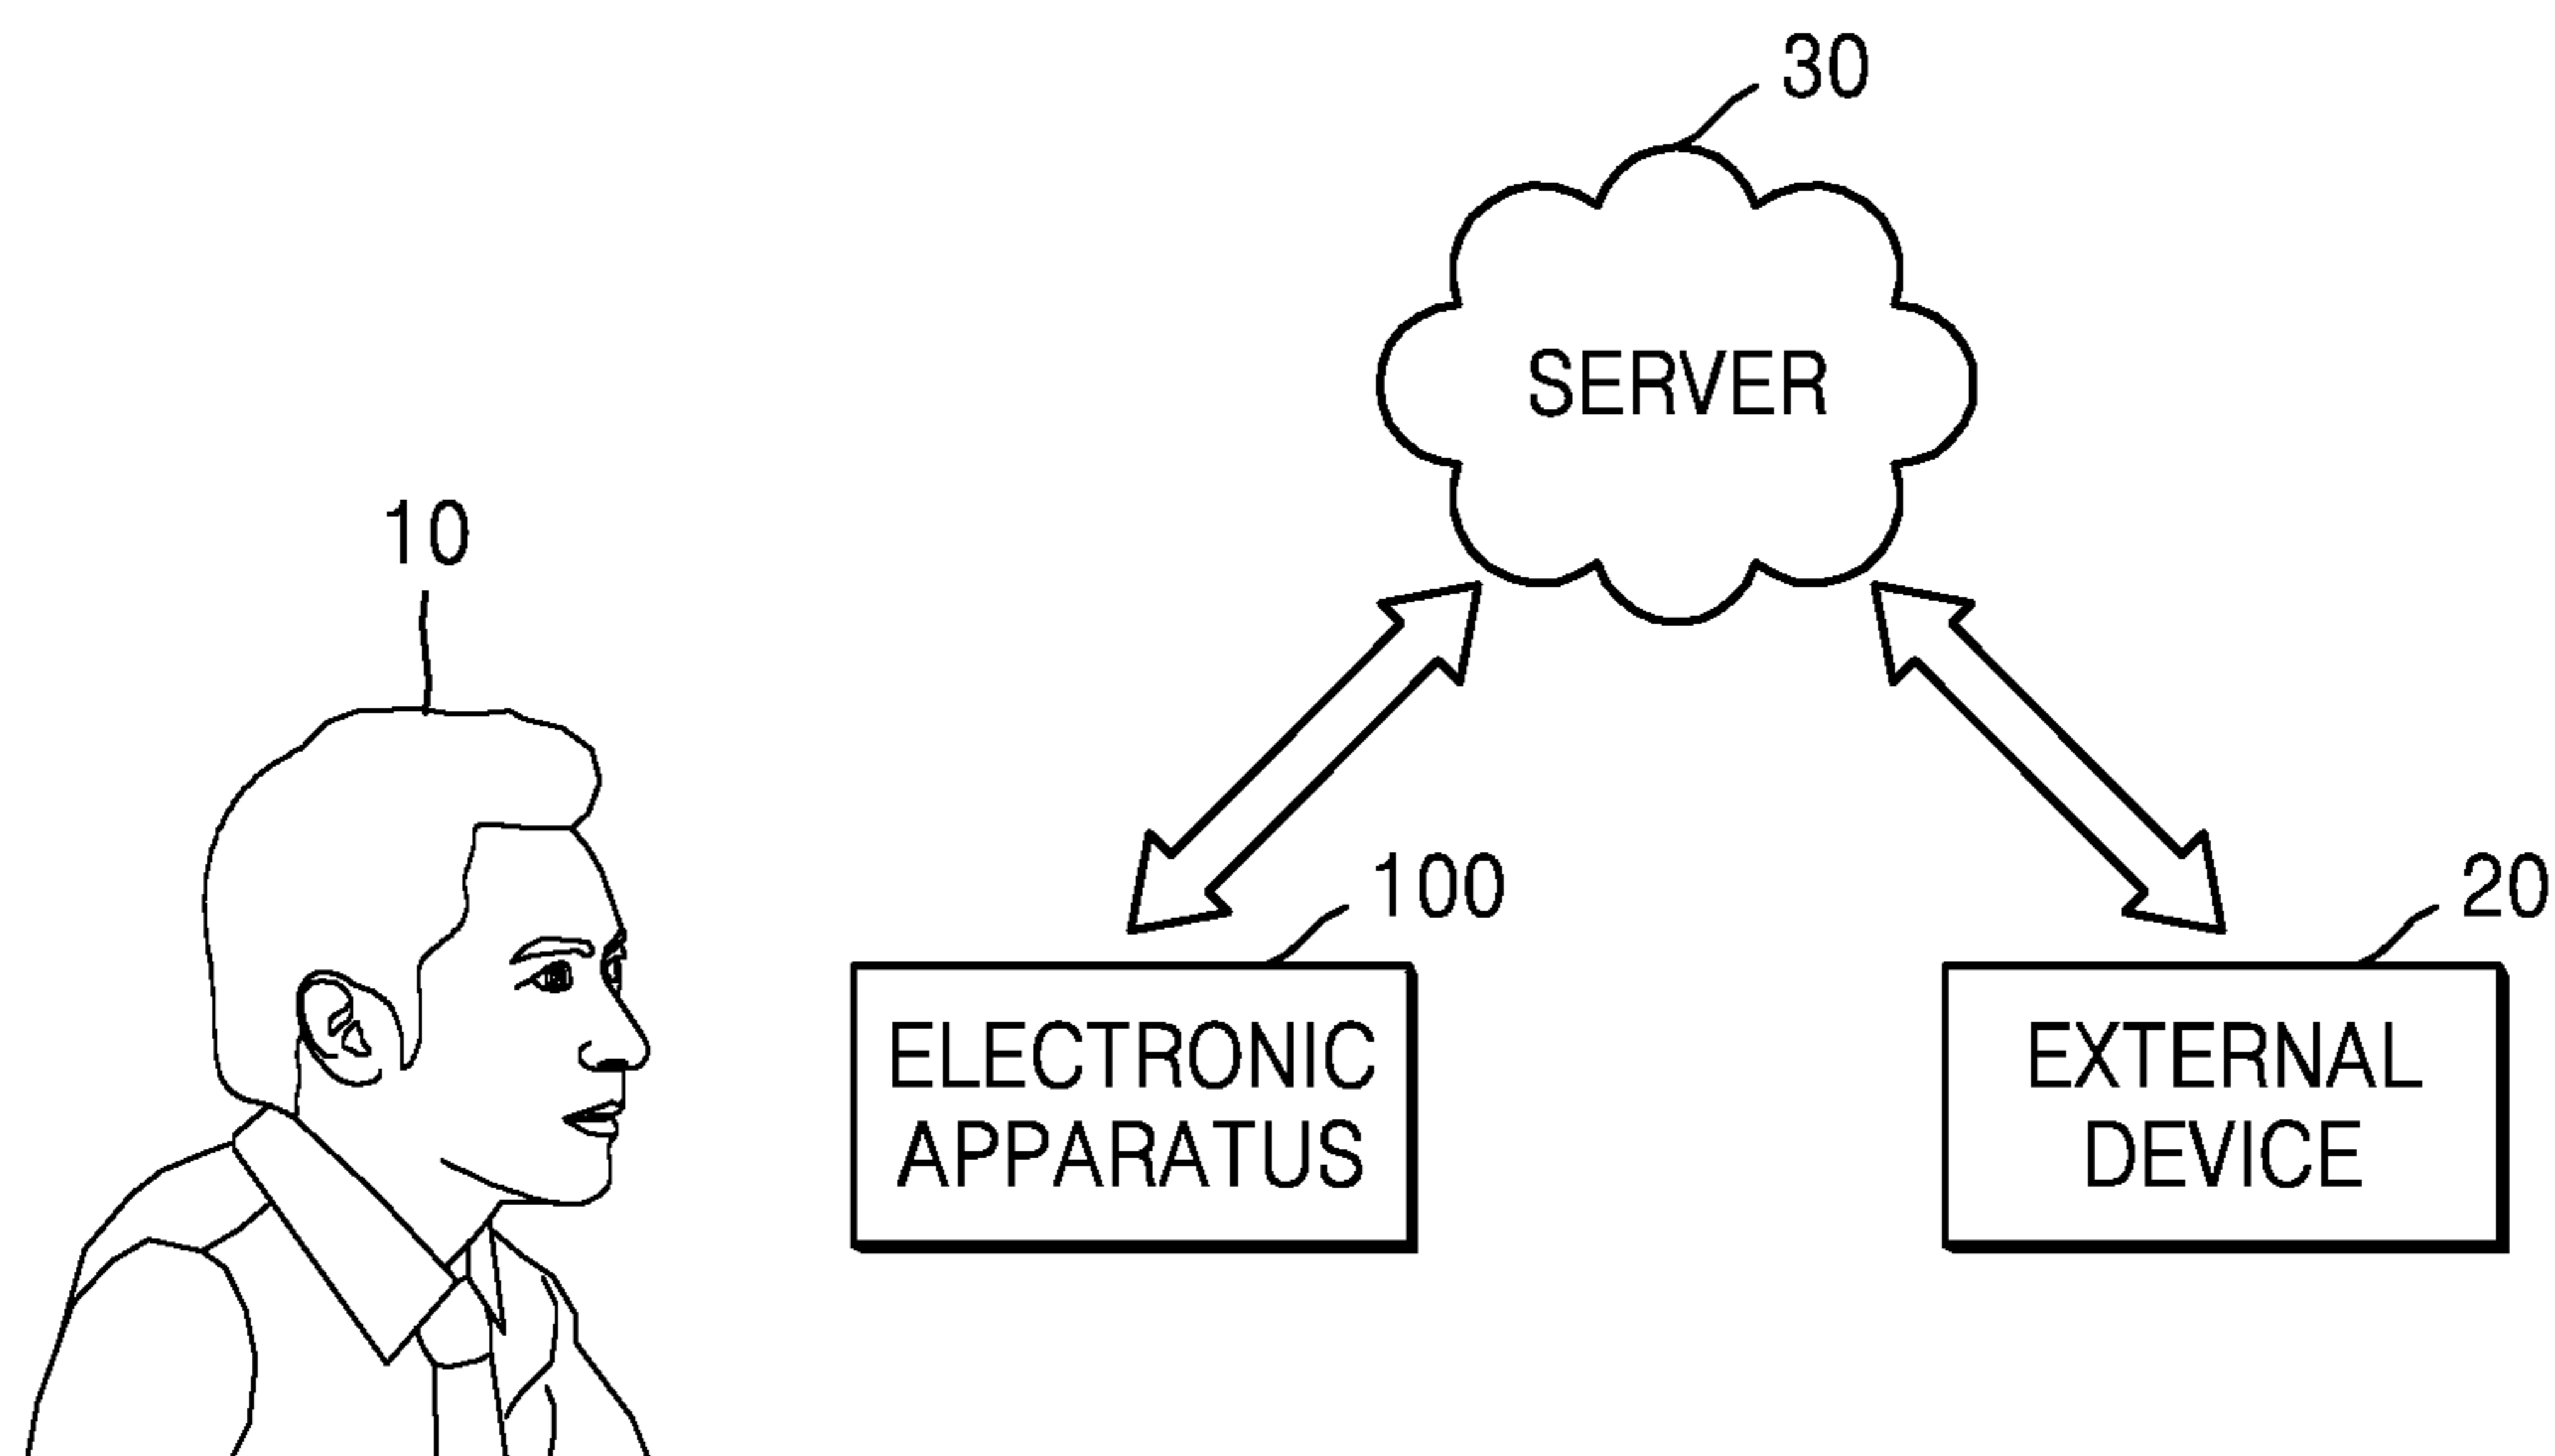 30
SERVER
10
100
20
ELECTRONIC
APPARATUS
EXTERNAL
DEVICE